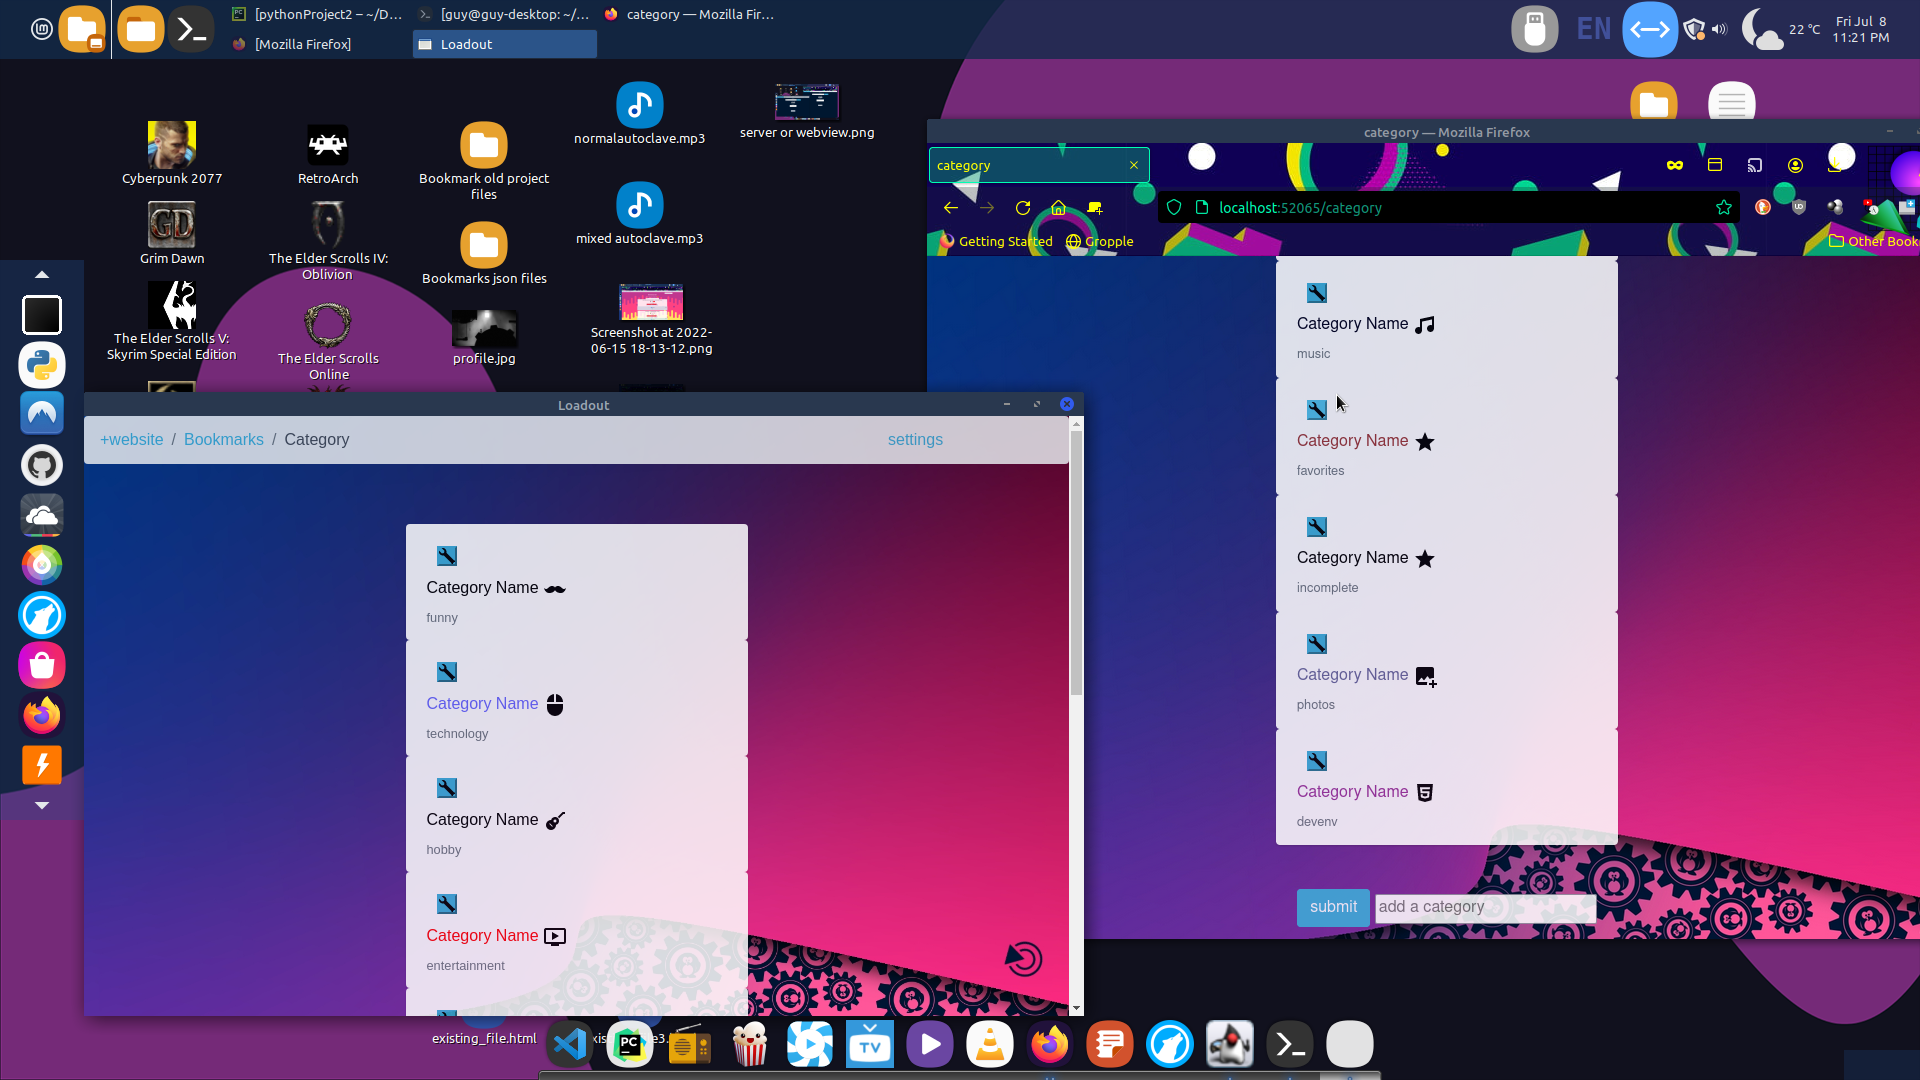 [pythonProject2 – ~/D...
[guy@guy-desktop: ~/...
category — Mozilla Fir...
[Mozilla Firefox]
Loadout
EN
22 °C
Fri Jul 8
11:21 PM
Cyberpunk 2077
RetroArch
Bookmark old project
files
normalautoclave.mp3
server or webview.png
Grim Dawn
The Elder Scrolls IV:
Oblivion
Bookmarks json files
mixed autoclave.mp3
The Elder Scrolls V:
Skyrim Special Edition
The Elder Scrolls
Online
profile.jpg
Screenshot at 2022-
06-15 18-13-12.png
category — Mozilla Firefox
category
localhost:52065/category
Getting Started
Gropple
Other Book
Category Name
music
Category Name
favorites
Category Name
incomplete
Category Name
photos
Category Name
devenv
submit
add a category
Loadout
+website / Bookmarks / Category
settings
Category Name
funny
Category Name
technology
Category Name
hobby
Category Name
entertainment
existing_file.html
PC
TV